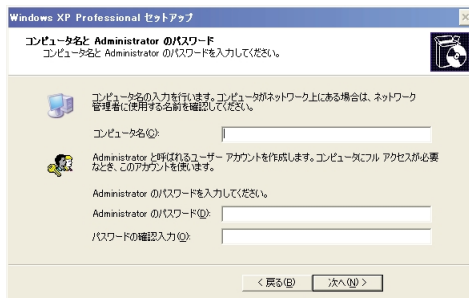 Windows XP Professional セットアップ
コンピュータ名と Administrator のパスワード
コンピュータ名と Administrator のパスワードを入力してください。
コンピュータ名の入力を行います。コンピュータがネットワーク上にある場合は、ネットワーク
管理者に使用する名前を確認してください。
コンピュータ名(C):
Administrator と呼ばれるユーザー アカウントを作成します。コンピュータにフル アクセスが必要
なとき、このアカウントを使います。
Administrator のパスワードを入力してください。
Administrator のパスワード(D):
パスワードの確認入力(O):
< 戻る(B)
次へ(N) >